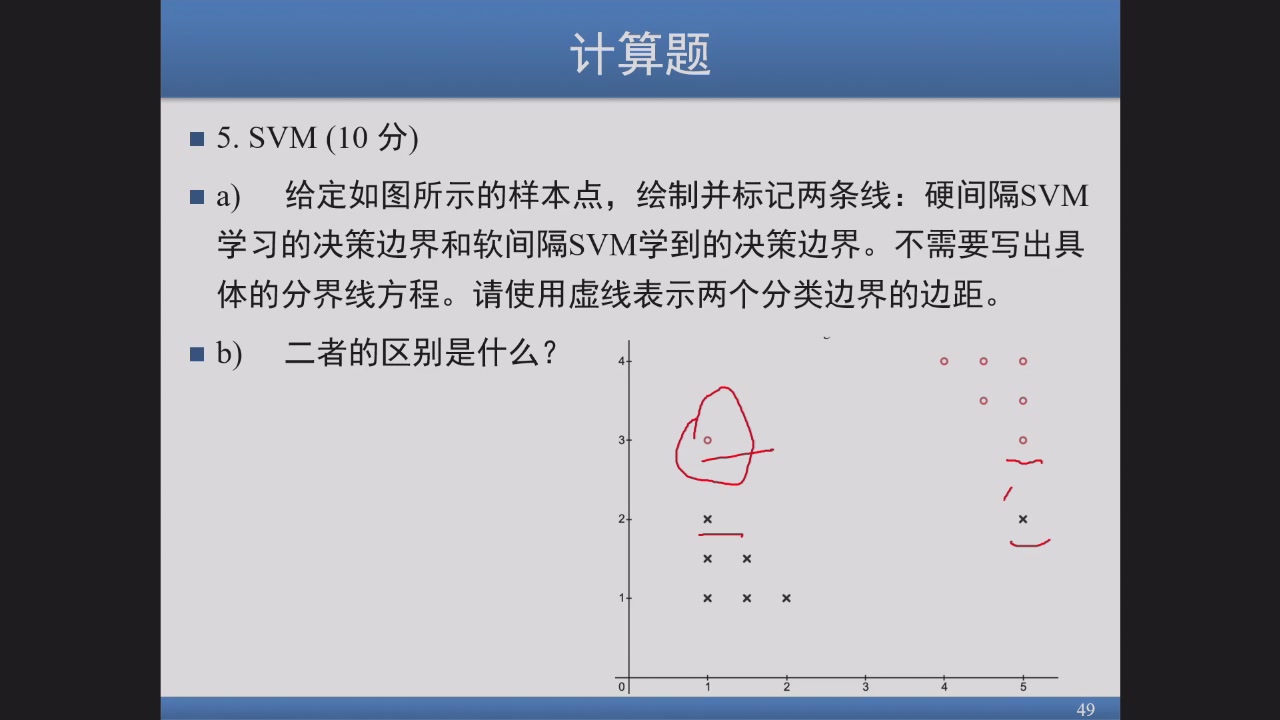 计算题
5. SVM (10 分)
a) 给定如图所示的样本点，绘制并标记两条线：硬间隔SVM
学习的决策边界和软间隔SVM学到的决策边界。不需要写出具
体的分界线方程。请使用虚线表示两个分类边界的边距。
b) 二者的区别是什么？
4
3
2
1
0 1 2 3 4 5
49